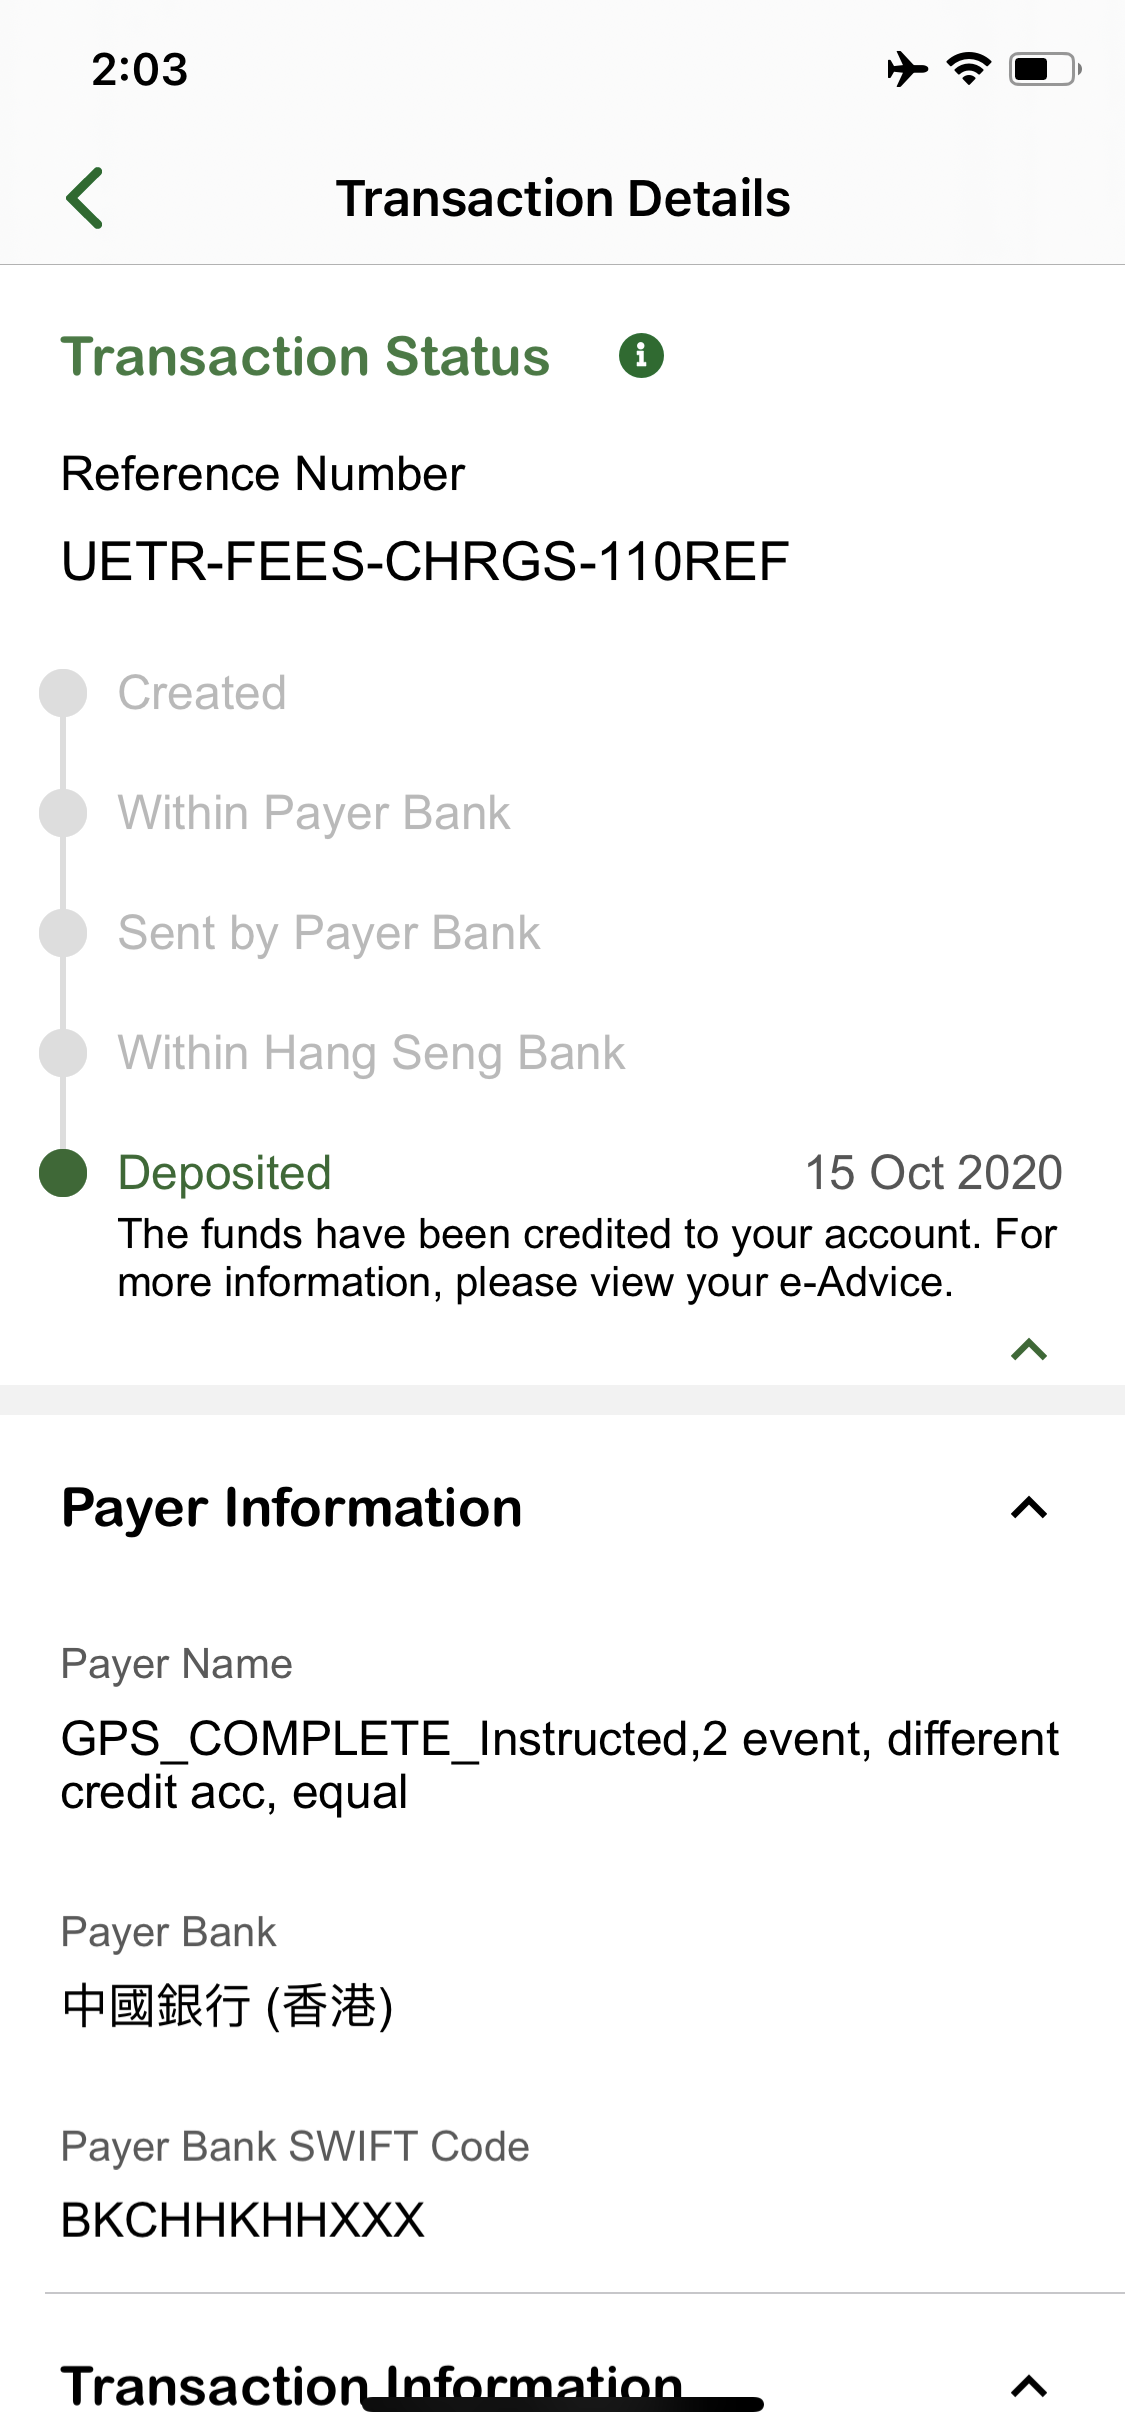 2:03
Transaction Details
Transaction Status
Reference Number
UETR-FEES-CHRGS-110REF
Created
Within Payer Bank
Sent by Payer Bank
Within Hang Seng Bank
Deposited 15 Oct 2020
The funds have been credited to your account. For
more information, please view your e-Advice.
Payer Information
Payer Name
GPS_COMPLETE_Instructed,2 event, different
credit acc, equal
Payer Bank
中國銀行 (香港)
Payer Bank SWIFT Code
BKCHHKHHXXX
Transaction Information